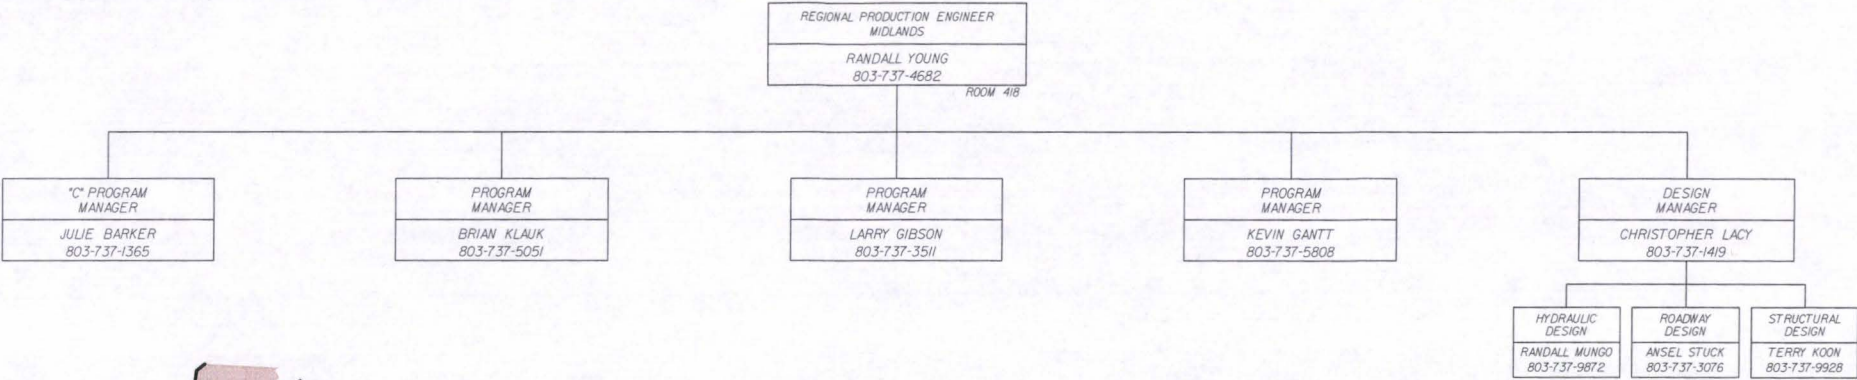 REGIONAL PRODUCTION ENGINEER
MIDLANDS
RANDALL YOUNG
803-737-4682
ROOM 418
"C" PROGRAM
MANAGER
JULIE BARKER
803-737-1365
PROGRAM
MANAGER
BRIAN KLAUK
803-737-5051
PROGRAM
MANAGER
LARRY GIBSON
803-737-3511
PROGRAM
MANAGER
KEVIN GANTT
803-737-5808
DESIGN
MANAGER
CHRISTOPHER LACY
803-737-1419
HYDRAULIC
DESIGN
RANDALL MUNGO
803-737-9872
ROADWAY
DESIGN
ANSEL STUCK
803-737-3076
STRUCTURAL
DESIGN
TERRY KOON
803-737-9928